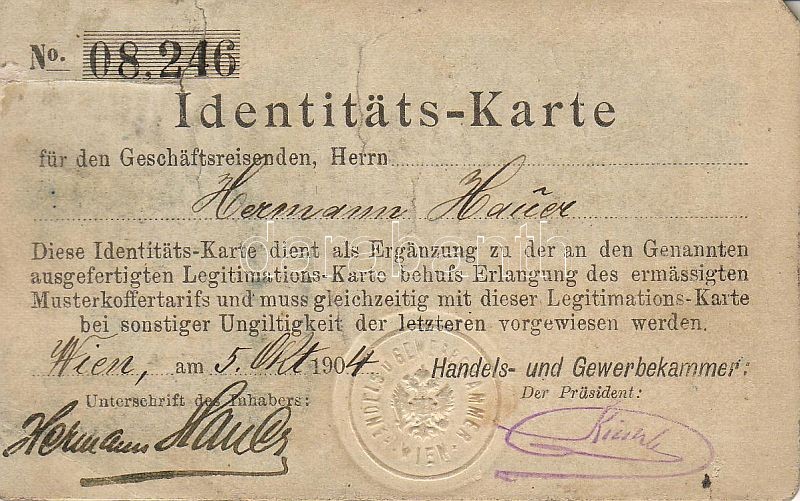 No. 08.246
Identitäts-Karte
für den Geschäftsreisenden, Herrn
Hermann Hauer
Diese Identitäts-Karte dient als Ergänzung zu der an den Genannten
ausgefertigten Legitimations-Karte behufs Erlangung des ermässigten
Musterkoffertarifs und muss gleichzeitig mit dieser Legitimations-Karte
bei sonstiger Ungiltigkeit der letzteren vorgewiesen werden.
Wien, am 5. Okt 1904 Handels- und Gewerbekammer:
Unterschrift des Inhabers: Der Präsident:
Hermann Hauer
HANDELS U GEWERBEKAMMER WIEN